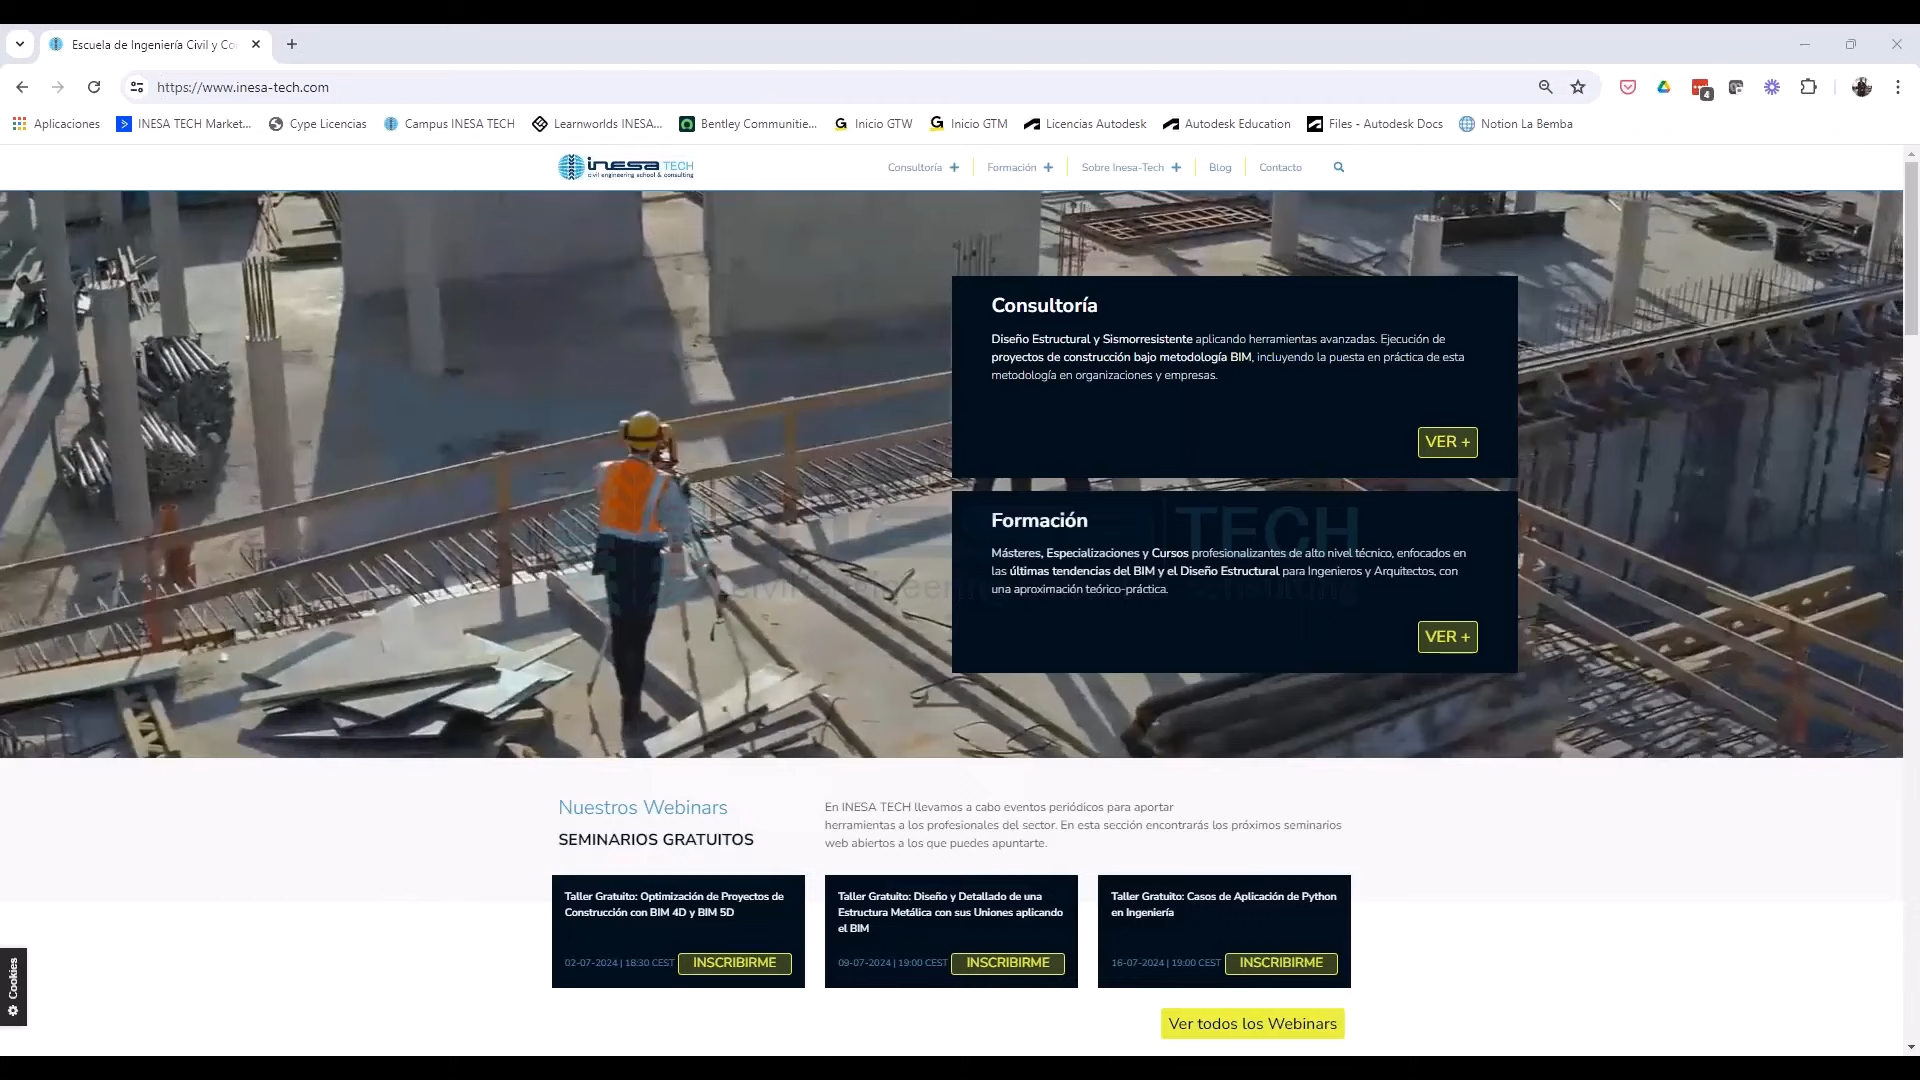 Escuela de Ingeniería Civil y Co
https://www.inesa-tech.com
4
Aplicaciones
INESA TECH Market...
Cype Licencias
Campus INESA TECH
Learnworlds INESA...
Bentley Communitie...
Inicio GTW
Inicio GTM
Licencias Autodesk
Autodesk Education
Files - Autodesk Docs
Notion La Bemba
inesa TECH
civil engineering school & consulting
Consultoría +
Formación +
Sobre Inesa-Tech +
Blog
Contacto
Consultoría
Diseño Estructural y Sismorresistente aplicando herramientas avanzadas. Ejecución de
proyectos de construcción bajo metodología BIM, incluyendo la puesta en práctica de esta
metodología en organizaciones y empresas.
VER +
Formación
TECH
Másteres, Especializaciones y Cursos profesionalizantes de alto nivel técnico, enfocados en
las últimas tendencias del BIM y el Diseño Estructural para Ingenieros y Arquitectos, con
una aproximación teórico-práctica.
VER +
Nuestros Webinars
SEMINARIOS GRATUITOS
En INESA TECH llevamos a cabo eventos periódicos para aportar
herramientas a los profesionales del sector. En esta sección encontrarás los próximos seminarios
web abiertos a los que puedes apuntarte.
Taller Gratuito: Optimización de Proyectos de
Construcción con BIM 4D y BIM 5D
02-07-2024 | 18:30 CEST
INSCRIBIRME
Taller Gratuito: Diseño y Detallado de una
Estructura Metálica con sus Uniones aplicando
el BIM
09-07-2024 | 19:00 CEST
INSCRIBIRME
Taller Gratuito: Casos de Aplicación de Python
en Ingeniería
16-07-2024 | 19:00 CEST
INSCRIBIRME
Ver todos los Webinars
Cookies